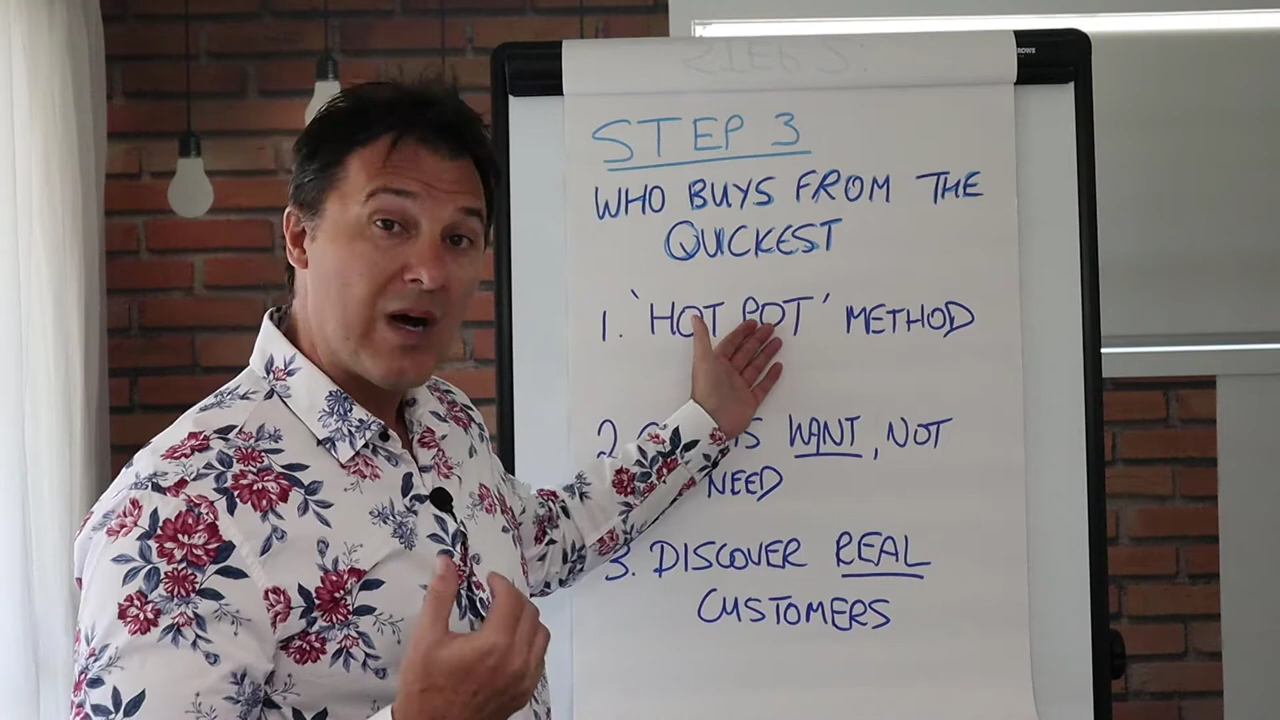 STEP 3
WHO BUYS FROM THE
QUICKEST
1. 'HOT POT' METHOD
2. WANT, NOT
NEED
3. DISCOVER REAL
CUSTOMERS